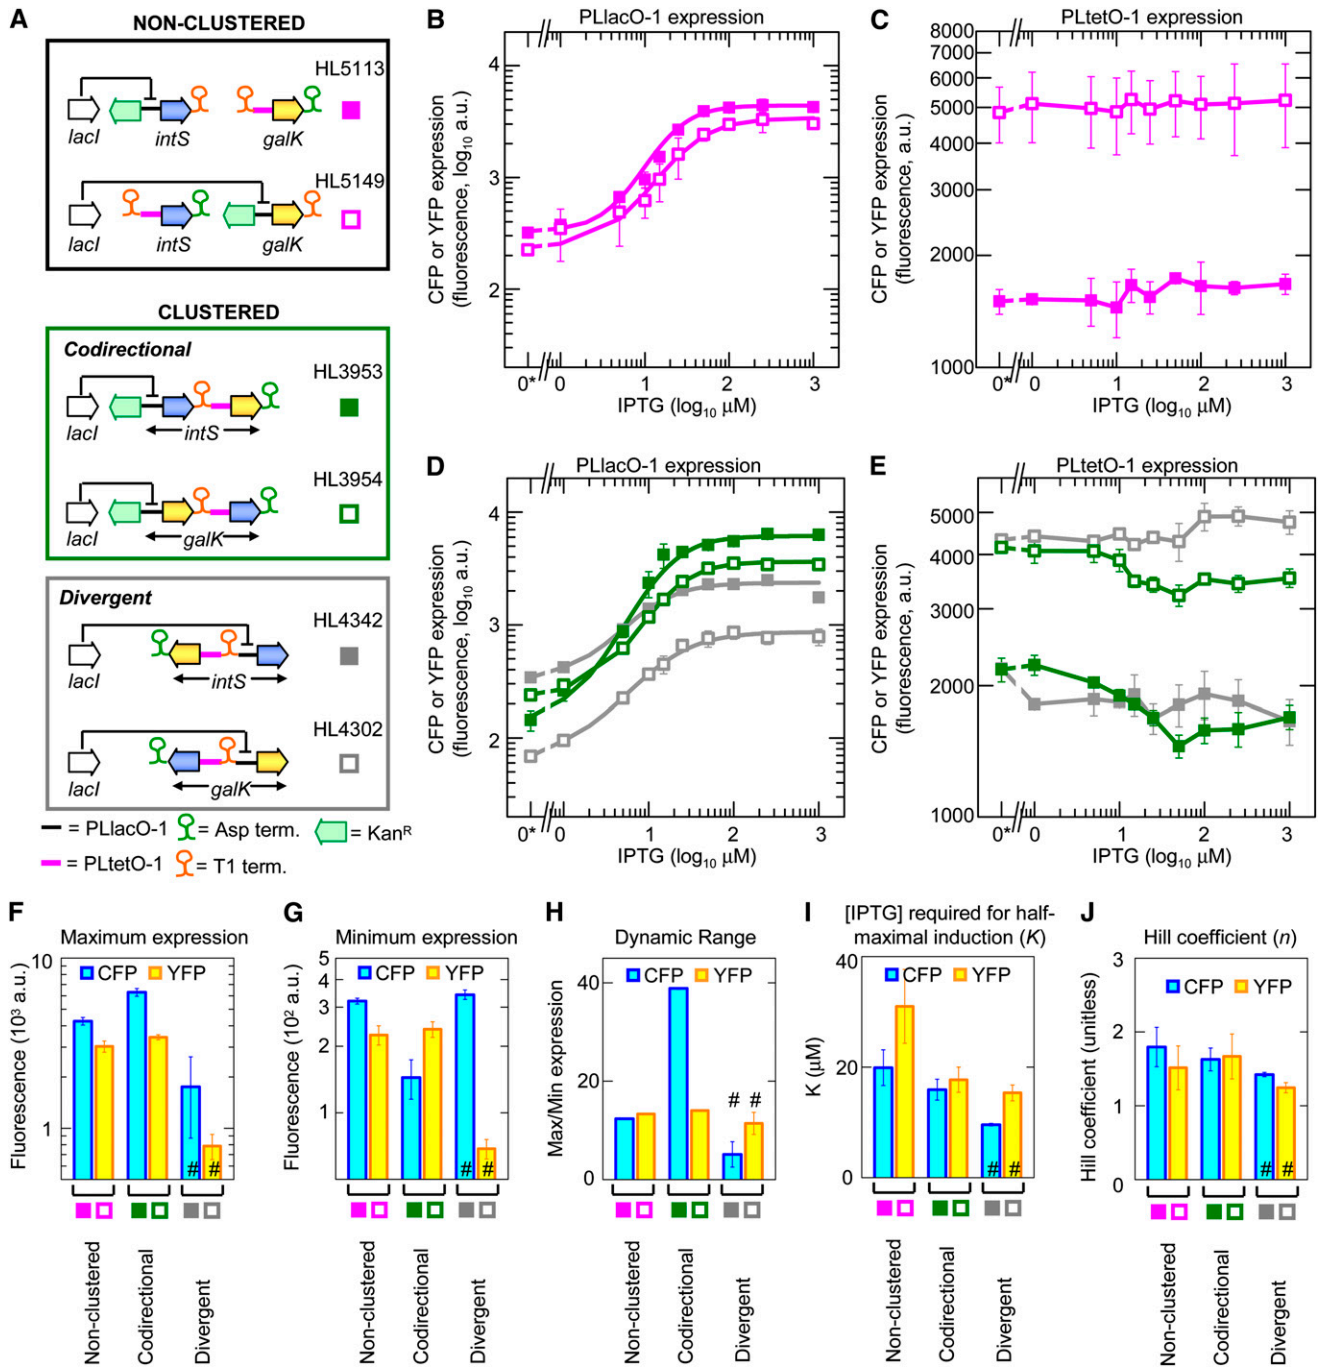 A
NON-CLUSTERED
HL5113
lacI
intS
galK
HL5149
lacI
intS
galK
CLUSTERED
Codirectional
HL3953
lacI
intS
HL3954
lacI
galK
Divergent
HL4342
lacI
intS
HL4302
lacI
galK
= PLlacO-1
= Asp term.
= Kanᴿ
= PLtetO-1
= T1 term.
B
PLlacO-1 expression
CFP or YFP expression
(fluorescence, log₁₀ a.u.)
4
3
2
0*
0
1
2
3
IPTG (log₁₀ μM)
C
PLtetO-1 expression
CFP or YFP expression
(fluorescence, a.u.)
8000
7000
6000
5000
4000
3000
2000
1000
0*
0
1
2
3
IPTG (log₁₀ μM)
D
PLlacO-1 expression
CFP or YFP expression
(fluorescence, log₁₀ a.u.)
4
3
2
0*
0
1
2
3
IPTG (log₁₀ μM)
E
PLtetO-1 expression
CFP or YFP expression
(fluorescence, a.u.)
5000
4000
3000
2000
1000
0*
0
1
2
3
IPTG (log₁₀ μM)
F
Maximum expression
Fluorescence (10³ a.u.)
10
1
CFP
YFP
# #
Non-clustered
Codirectional
Divergent
G
Minimum expression
Fluorescence (10² a.u.)
5
4
3
2
1
CFP
YFP
# #
Non-clustered
Codirectional
Divergent
H
Dynamic Range
Max/Min expression
40
20
0
CFP
YFP
# #
Non-clustered
Codirectional
Divergent
I
[IPTG] required for half-
maximal induction (K)
K (μM)
40
20
0
CFP
YFP
# #
Non-clustered
Codirectional
Divergent
J
Hill coefficient (n)
Hill coefficient (unitless)
3
2
1
0
CFP
YFP
# #
Non-clustered
Codirectional
Divergent